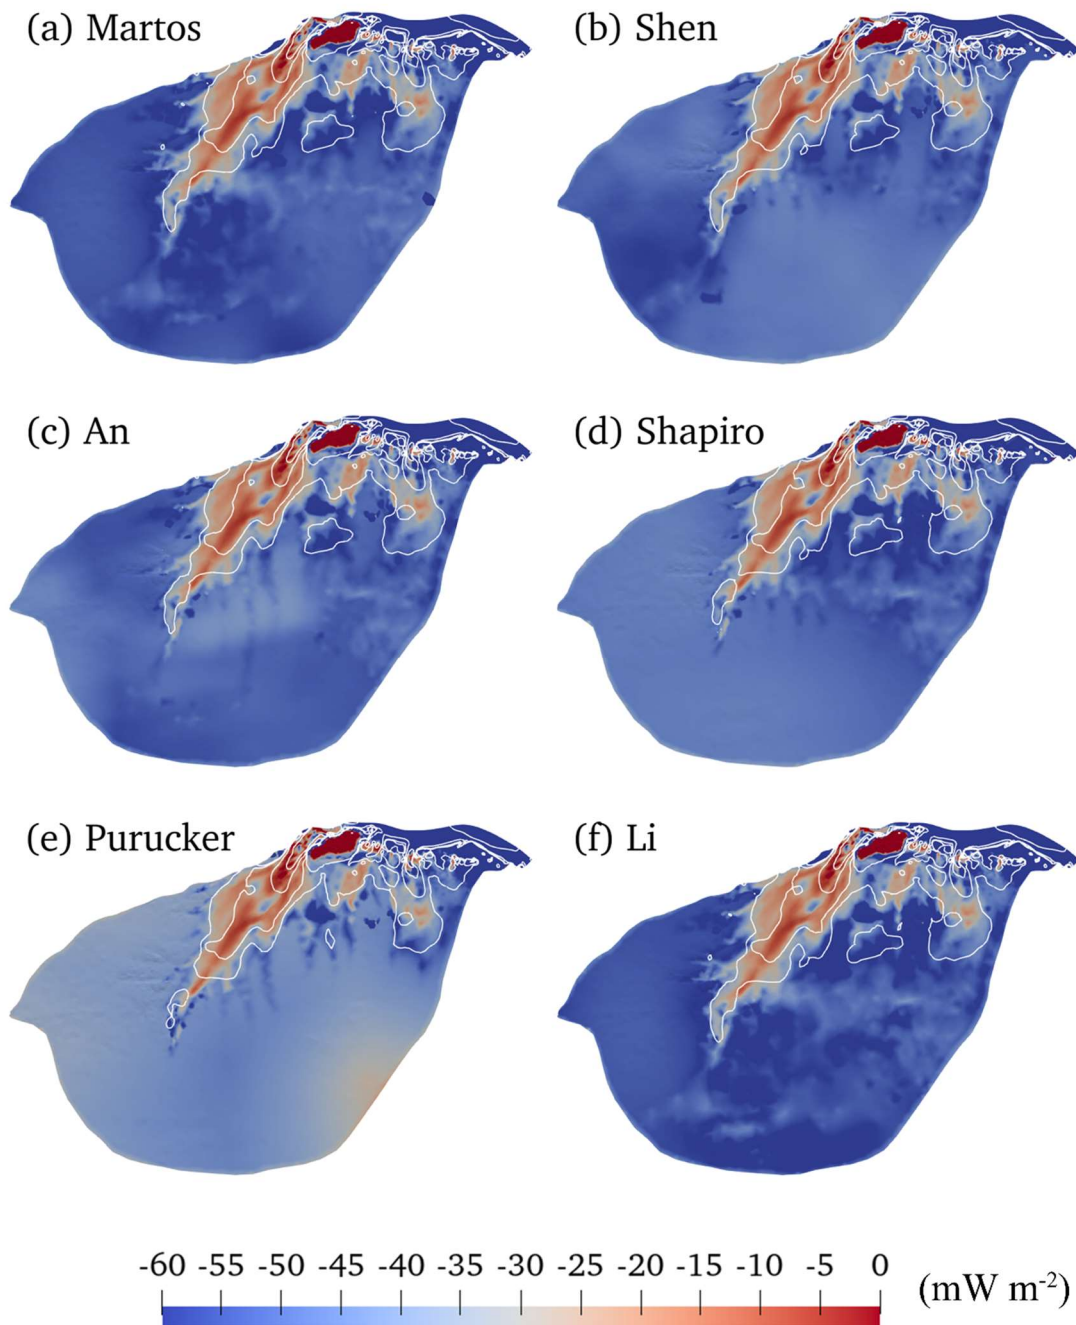 (a) Martos
(b) Shen
(c) An
(d) Shapiro
(e) Purucker
(f) Li
-60 -55 -50 -45 -40 -35 -30 -25 -20 -15 -10 -5 0
(mW m⁻²)